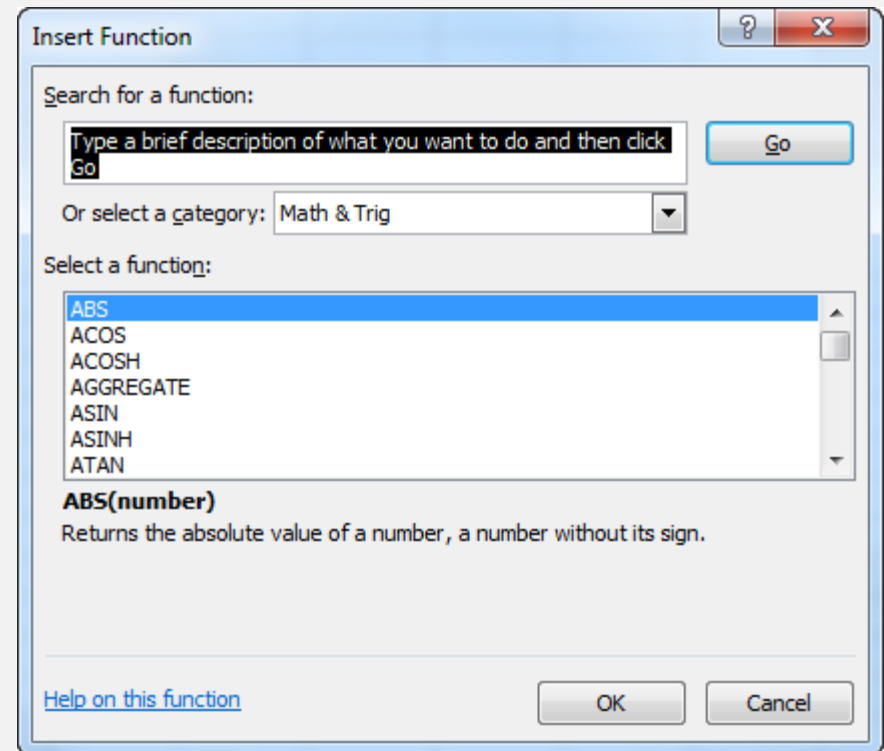 Insert Function
Search for a function:
Type a brief description of what you want to do and then click
Go
Go
Or select a category: Math & Trig
Select a function:
ABS
ACOS
ACOSH
AGGREGATE
ASIN
ASINH
ATAN
ABS(number)
Returns the absolute value of a number, a number without its sign.
Help on this function OK Cancel